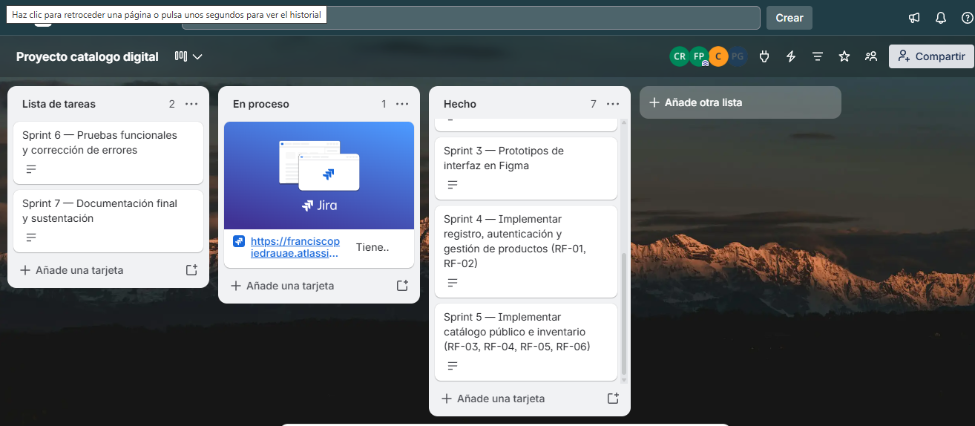 Haz clic para retroceder una página o pulsa unos segundos para ver el historial
Crear
Proyecto catalogo digital
CR FP C PG
Compartir
Lista de tareas 2
Sprint 6 — Pruebas funcionales
y corrección de errores
Sprint 7 — Documentación final
y sustentación
+ Añade una tarjeta
En proceso 1
Jira
https://franciscop
iedrauae.atlassi...
Tiene..
+ Añade una tarjeta
Hecho 7
Sprint 3 — Prototipos de
interfaz en Figma
Sprint 4 — Implementar
registro, autenticación y
gestión de productos (RF-01,
RF-02)
Sprint 5 — Implementar
catálogo público e inventario
(RF-03, RF-04, RF-05, RF-06)
+ Añade una tarjeta
+ Añade otra lista